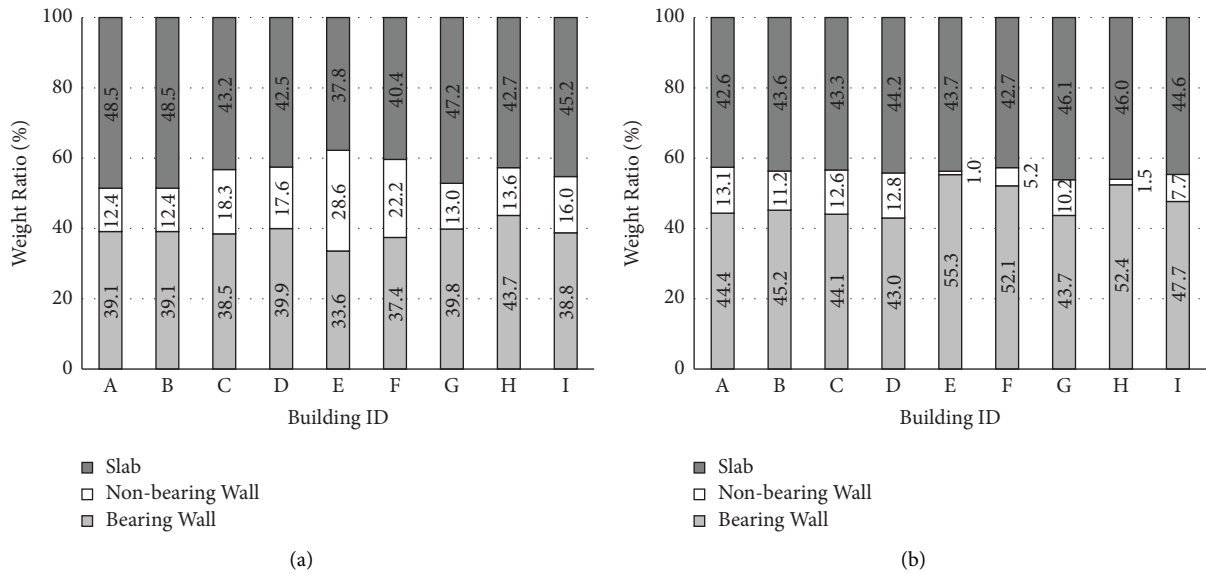 100
80
60
40
20
0
Weight Ratio (%)
48.5 48.5 43.2 42.5 37.8 40.4 47.2 42.7 45.2
12.4 12.4 18.3 17.6 28.6 22.2 13.0 13.6 16.0
39.1 39.1 38.5 39.9 33.6 37.4 39.8 43.7 38.8
A B C D E F G H I
Building ID
Slab
Non-bearing Wall
Bearing Wall
(a)
100
80
60
40
20
0
Weight Ratio (%)
42.6 43.6 43.3 44.2 43.7 42.7 46.1 46.0 44.6
13.1 11.2 12.6 12.8 1.0 5.2 10.2 1.5 7.7
44.4 45.2 44.1 43.0 55.3 52.1 43.7 52.4 47.7
A B C D E F G H I
Building ID
Slab
Non-bearing Wall
Bearing Wall
(b)